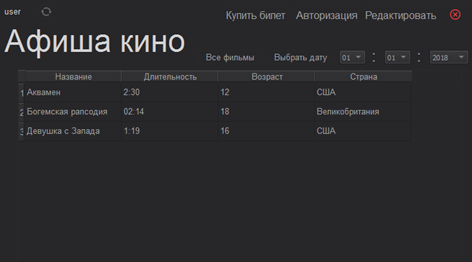 user
Купить билет Авторизация Редактировать
Афиша кино
Все фильмы Выбрать дату 01 : 01 : 2018
Название Длительность Возраст Страна
1 Аквамен 2:30 12 США
2 Богемская рапсодия 02:14 18 Великобритания
3 Девушка с Запада 1:19 16 США